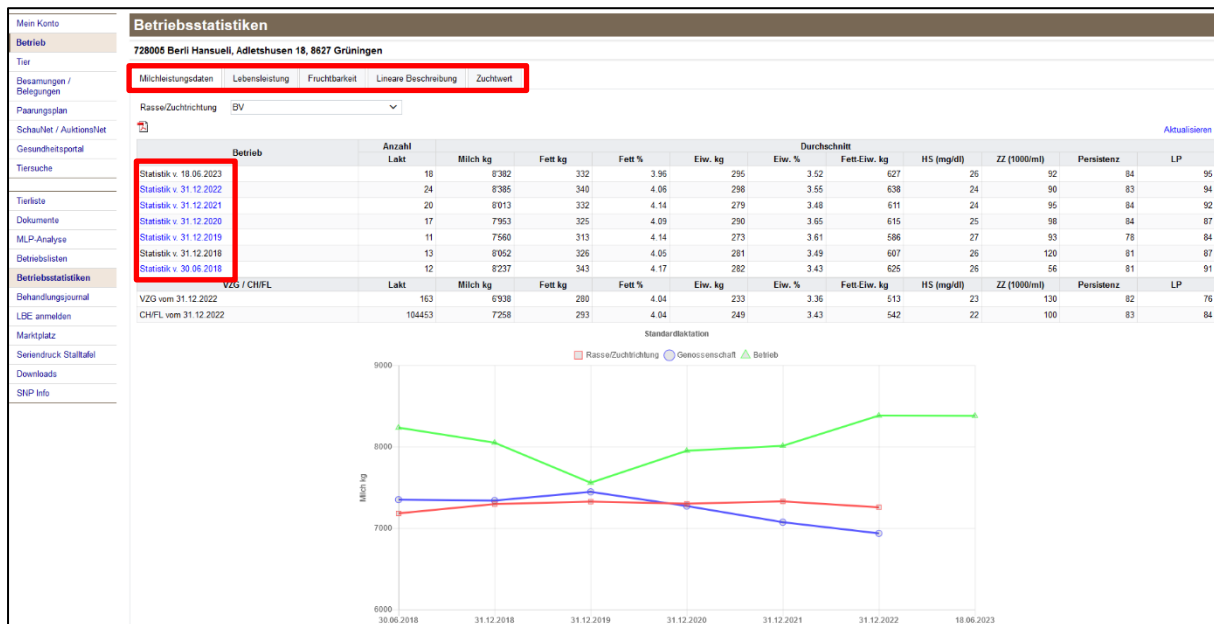 Mein Konto
Betrieb
Tier
Besamungen /
Belegungen
Paarungsplan
SchauNet / AuktionsNet
Gesundheitsportal
Tiersuche
Tierliste
Dokumente
MLP-Analyse
Betriebslisten
Betriebsstatistiken
Behandlungsjournal
LBE anmelden
Marktplatz
Seriendruck Stalltafel
Downloads
SNP Info
Betriebsstatistiken
728005 Berli Hansueli, Adletshusen 18, 8627 Grüningen
Milchleistungsdaten Lebensleistung Fruchtbarkeit Lineare Beschreibung Zuchtwert
Rasse/Zuchtrichtung BV
Aktualisieren
Betrieb Anzahl Durchschnitt
Lakt Milch kg Fett kg Fett % Eiw. kg Eiw. % Fett-Eiw. kg HS (mg/dl) ZZ (1000/ml) Persistenz LP
Statistik v. 18.06.2023 18 8'382 332 3.96 295 3.52 627 26 92 84 95
Statistik v. 31.12.2022 24 8'385 340 4.06 298 3.55 638 24 90 83 94
Statistik v. 31.12.2021 20 8'013 332 4.14 279 3.48 611 24 95 84 92
Statistik v. 31.12.2020 17 7'953 325 4.09 290 3.65 615 25 98 84 87
Statistik v. 31.12.2019 11 7'560 313 4.14 273 3.61 586 27 93 78 84
Statistik v. 31.12.2018 13 8'052 326 4.05 281 3.49 607 26 120 81 87
Statistik v. 30.06.2018 12 8'237 343 4.17 282 3.43 625 26 56 81 91
VZG / CH/FL Lakt Milch kg Fett kg Fett % Eiw. kg Eiw. % Fett-Eiw. kg HS (mg/dl) ZZ (1000/ml) Persistenz LP
VZG vom 31.12.2022 163 6'938 280 4.04 233 3.36 513 23 130 82 76
CH/FL vom 31.12.2022 104453 7'258 293 4.04 249 3.43 542 22 100 83 84
Standardlaktation
Rasse/Zuchtrichtung Genossenschaft Betrieb
9000
8000
Milch kg
7000
6000
30.06.2018 31.12.2018 31.12.2019 31.12.2020 31.12.2021 31.12.2022 18.06.2023